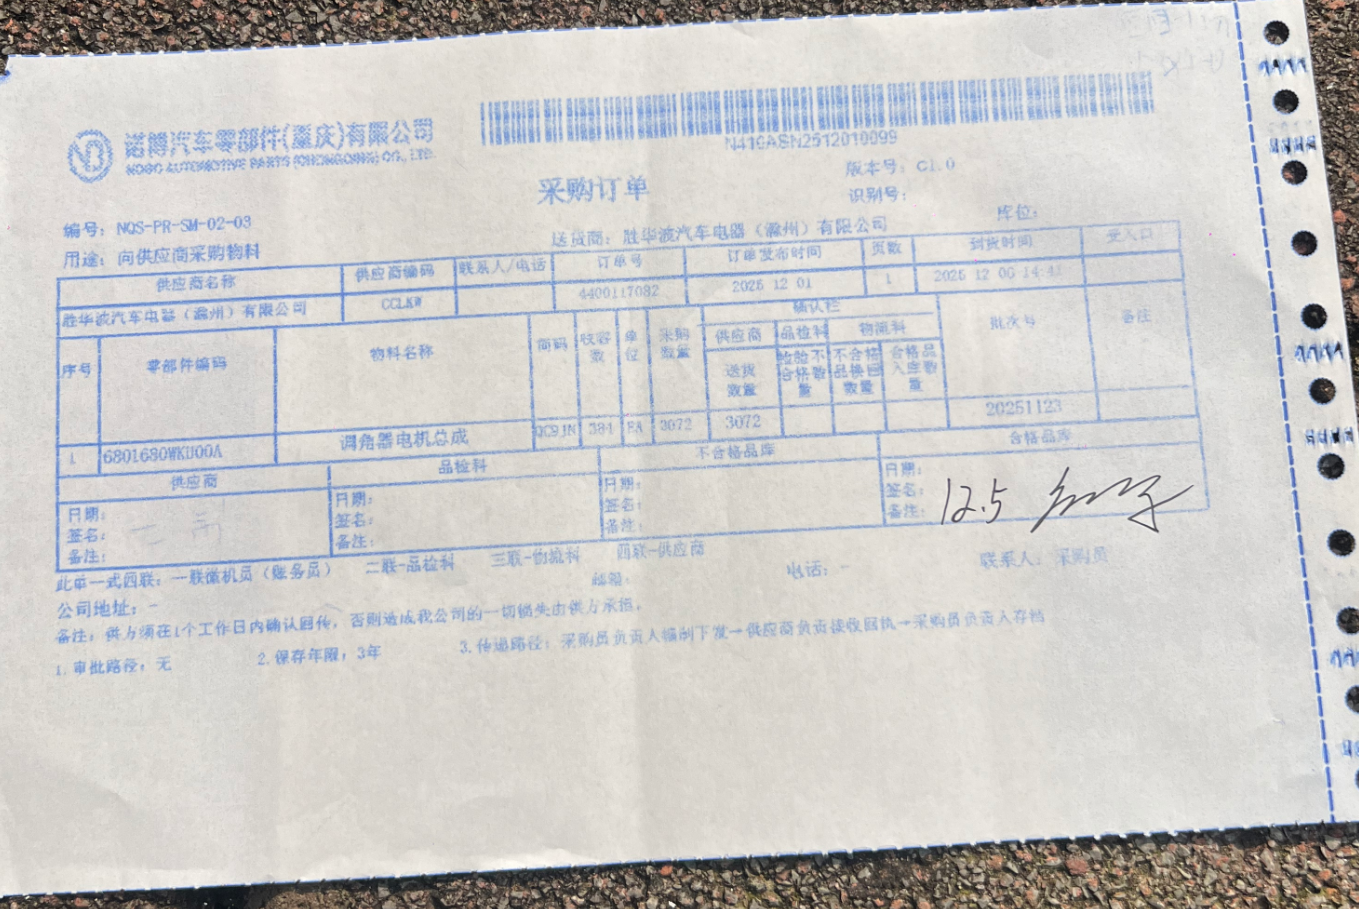 诺博汽车零部件(重庆)有限公司
NOBO AUTOMOTIVE PARTS (CHONGQING) CO., LTD.
N410ASN2512010099
采购订单
版本号: C1.0
识别号:
编号: NQS-PR-SM-02-03
送货商: 胜华波汽车电器（滁州）有限公司
库位:
用途: 向供应商采购物料
供应商名称 供应商编码 联系人/电话 订单号 订单发布时间 页数 到货时间 受入口
胜华波汽车电器（滁州）有限公司 4400117082 2025 12 01 1
序号 零部件编码 物料名称 简码 收容数 单位 采购数量 确认栏 批次号 备注
供应商 品检科 物流科
送货数量 检验不合格数量 不合格品换回数量 合格品入库数量
1 6801680WKU00A 调角器电机总成 384 EA 3072 3072 20251123
供应商 品检科 不合格品库 合格品库
日期: 日期: 日期: 日期:
签名: 签名: 签名: 签名:
备注: 备注: 备注: 备注:
12.5
此单一式四联: 一联微机员（账务员） 二联-品检科 三联-物流科 四联-供应商
公司地址: - 邮箱: 电话: - 联系人: 采购员
备注: 供方须在1个工作日内确认回传, 否则造成我公司的一切损失由供方承担.
1.审批路径: 无 2.保存年限: 3年 3.传递路径: 采购员负责人编制下发→供应商负责接收回执→采购员负责人存档